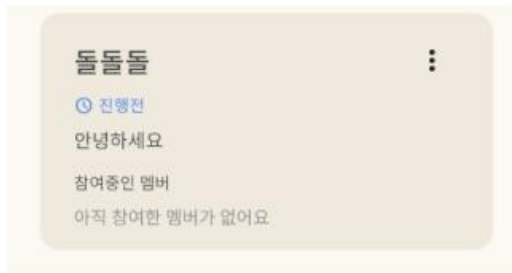 돌돌돌
진행전
안녕하세요
참여중인 멤버
아직 참여한 멤버가 없어요